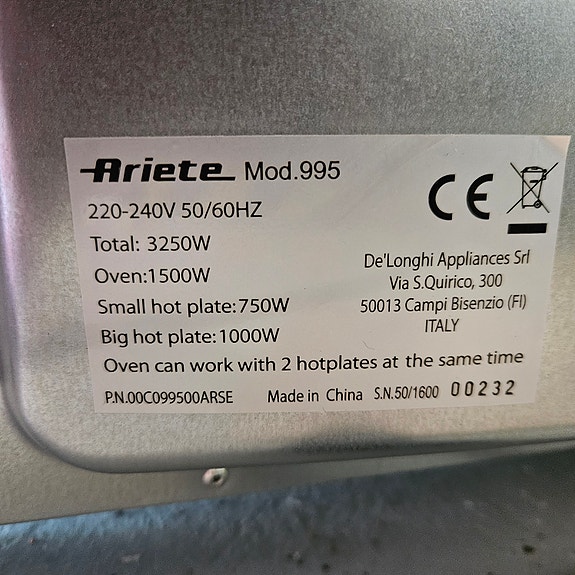 Ariete Mod.995
220-240V 50/60HZ
Total: 3250W
Oven:1500W
Small hot plate:750W
Big hot plate:1000W
CE
De'Longhi Appliances Srl
Via S.Quirico, 300
50013 Campi Bisenzio (FI)
ITALY
Oven can work with 2 hotplates at the same time
P.N.00C099500ARSE Made in China S.N.50/1600 00232